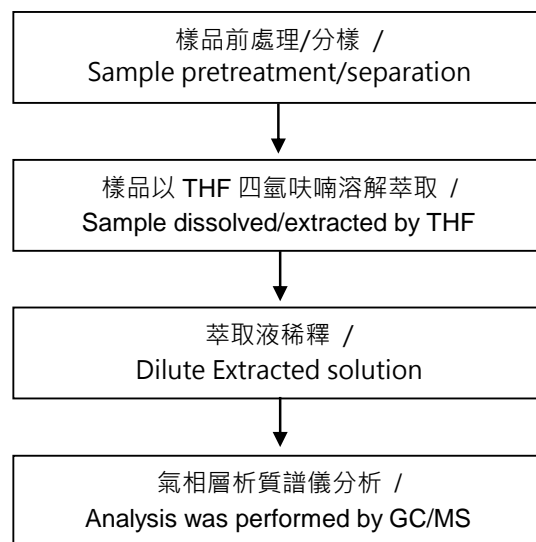 樣品前處理/分樣 /
Sample pretreatment/separation
樣品以 THF 四氫呋喃溶解萃取 /
Sample dissolved/extracted by THF
萃取液稀釋 /
Dilute Extracted solution
氣相層析質譜儀分析 /
Analysis was performed by GC/MS